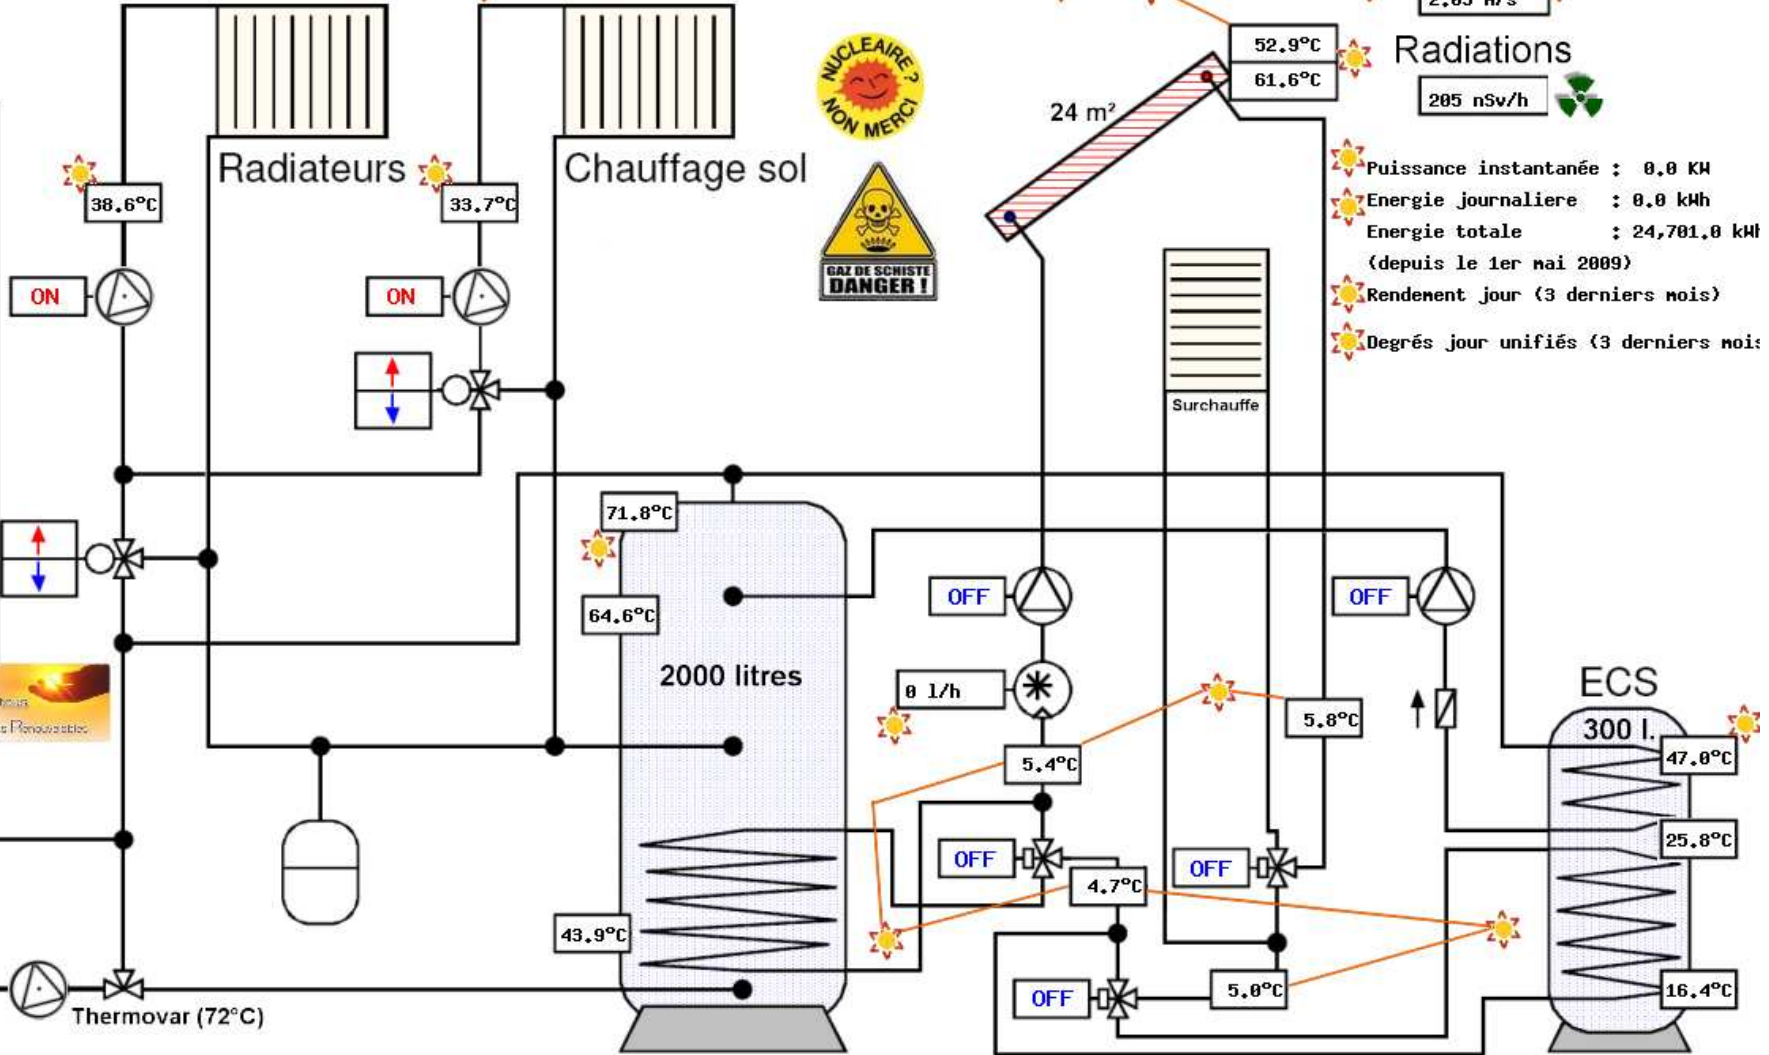 52.9°C
Radiations
61.6°C
205 nSv/h
NUCLEAIRE ?
NON MERCI
24 m²
Radiateurs
Chauffage sol
38.6°C
33.7°C
GAZ DE SCHISTE
DANGER !
Puissance instantanée : 0.0 KW
Energie journaliere : 0.0 kWh
Energie totale : 24,701.0 kWh
(depuis le 1er mai 2009)
Rendement jour (3 derniers mois)
Degrés jour unifiés (3 derniers mois
ON
ON
Surchauffe
71.8°C
64.6°C
OFF
OFF
2000 litres
0 l/h
ECS
300 l.
5.8°C
5.4°C
47.0°C
25.8°C
OFF
OFF
4.7°C
43.9°C
5.0°C
16.4°C
OFF
Thermovar (72°C)